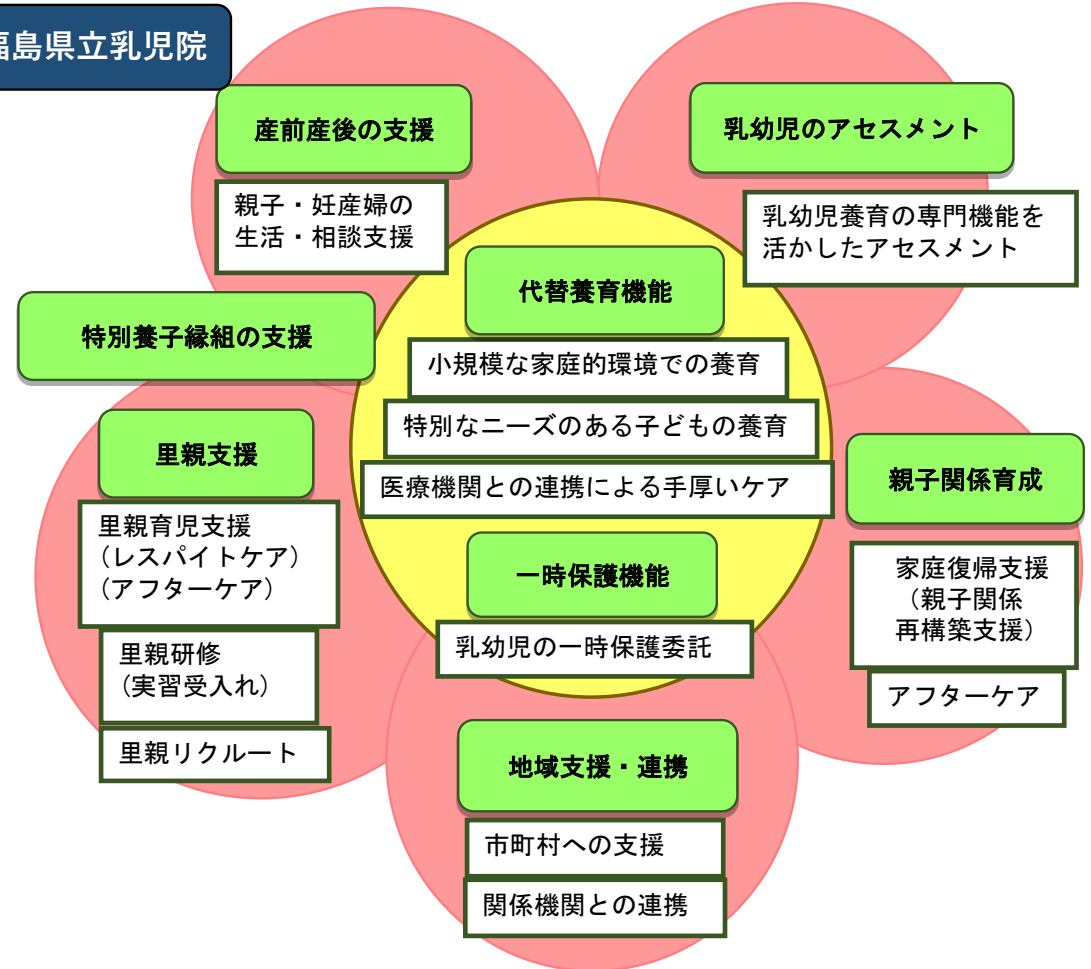 福島県立乳児院
産前産後の支援
親子・妊産婦の
生活・相談支援
乳幼児のアセスメント
乳幼児養育の専門機能を
活かしたアセスメント
代替養育機能
小規模な家庭的環境での養育
特別なニーズのある子どもの養育
医療機関との連携による手厚いケア
一時保護機能
乳幼児の一時保護委託
特別養子縁組の支援
里親支援
里親育児支援
(レスパイトケア)
(アフターケア)
里親研修
(実習受入れ)
里親リクルート
親子関係育成
家庭復帰支援
（親子関係
再構築支援）
アフターケア
地域支援・連携
市町村への支援
関係機関との連携